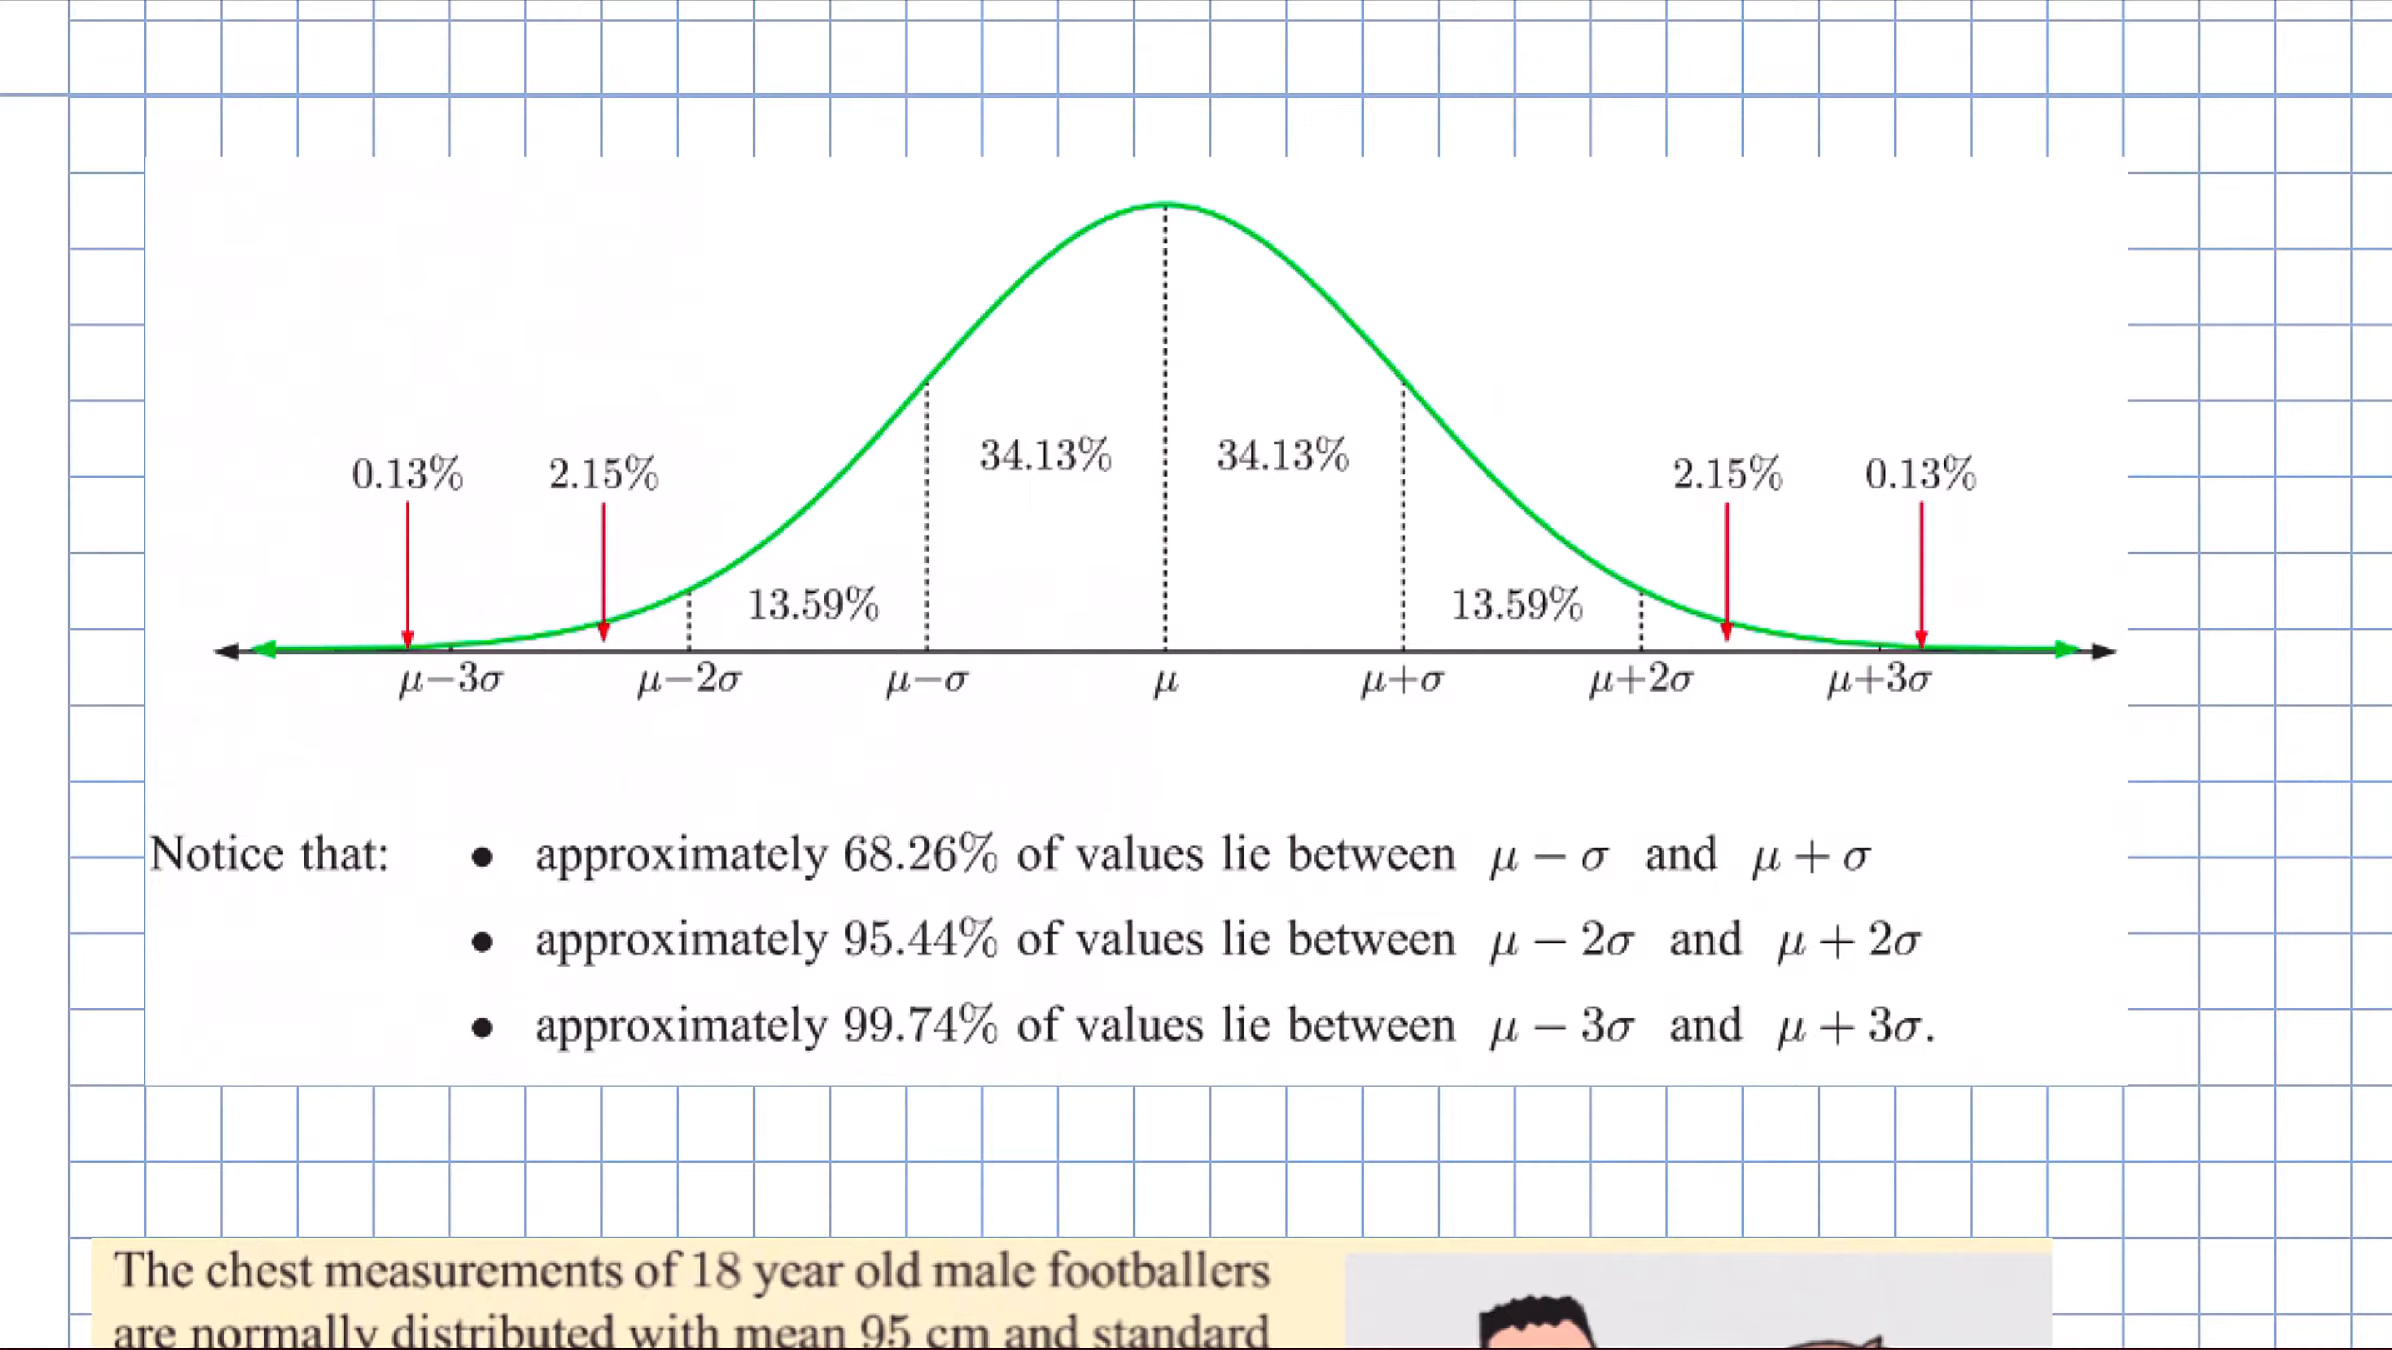 34.13% 34.13%
0.13% 2.15% 2.15% 0.13%
13.59% 13.59%
μ−3σ μ−2σ μ−σ μ μ+σ μ+2σ μ+3σ
Notice that: ● approximately 68.26% of values lie between μ − σ and μ + σ
● approximately 95.44% of values lie between μ − 2σ and μ + 2σ
● approximately 99.74% of values lie between μ − 3σ and μ + 3σ.
The chest measurements of 18 year old male footballers
are normally distributed with mean 95 cm and standard